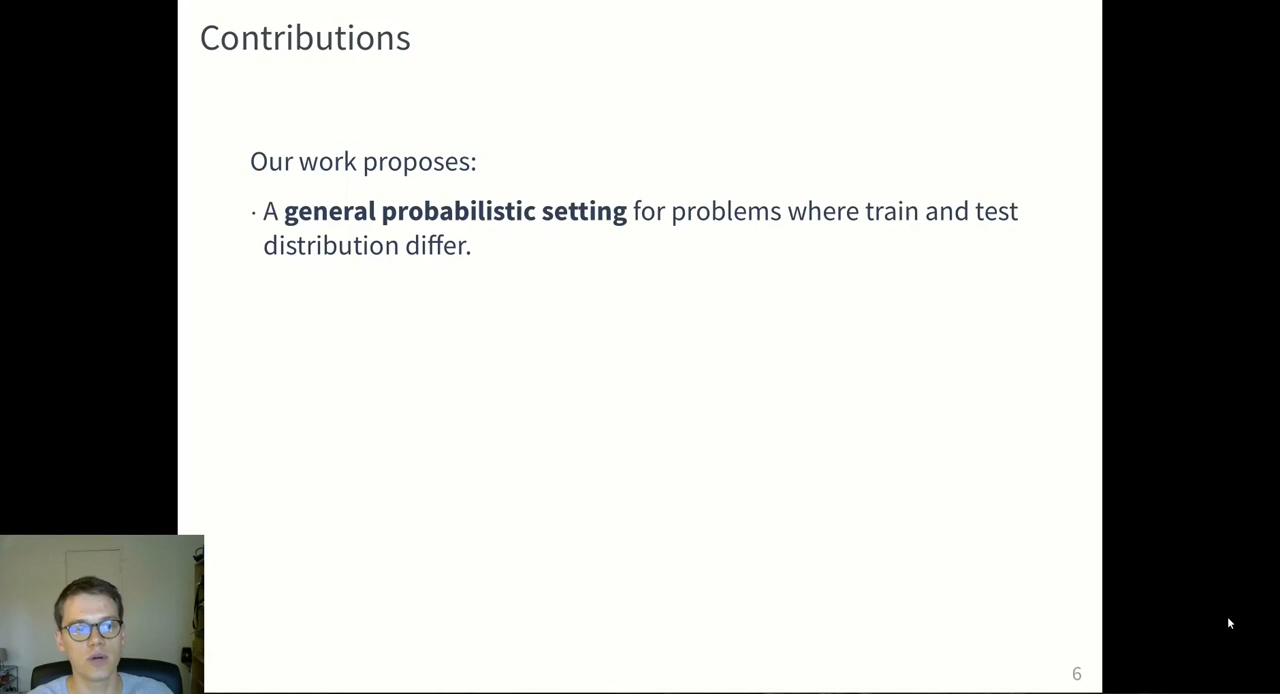 Contributions
Our work proposes:
· A general probabilistic setting for problems where train and test
distribution differ.
6